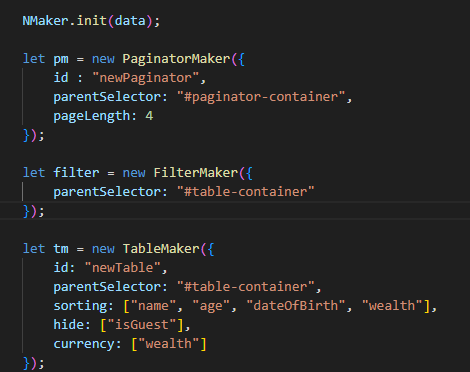 NMaker.init(data);
let pm = new PaginatorMaker({
id : "newPaginator",
parentSelector: "#paginator-container",
pageLength: 4
});
let filter = new FilterMaker({
parentSelector: "#table-container"
});
let tm = new TableMaker({
id: "newTable",
parentSelector: "#table-container",
sorting: ["name", "age", "dateOfBirth", "wealth"],
hide: ["isGuest"],
currency: ["wealth"]
});